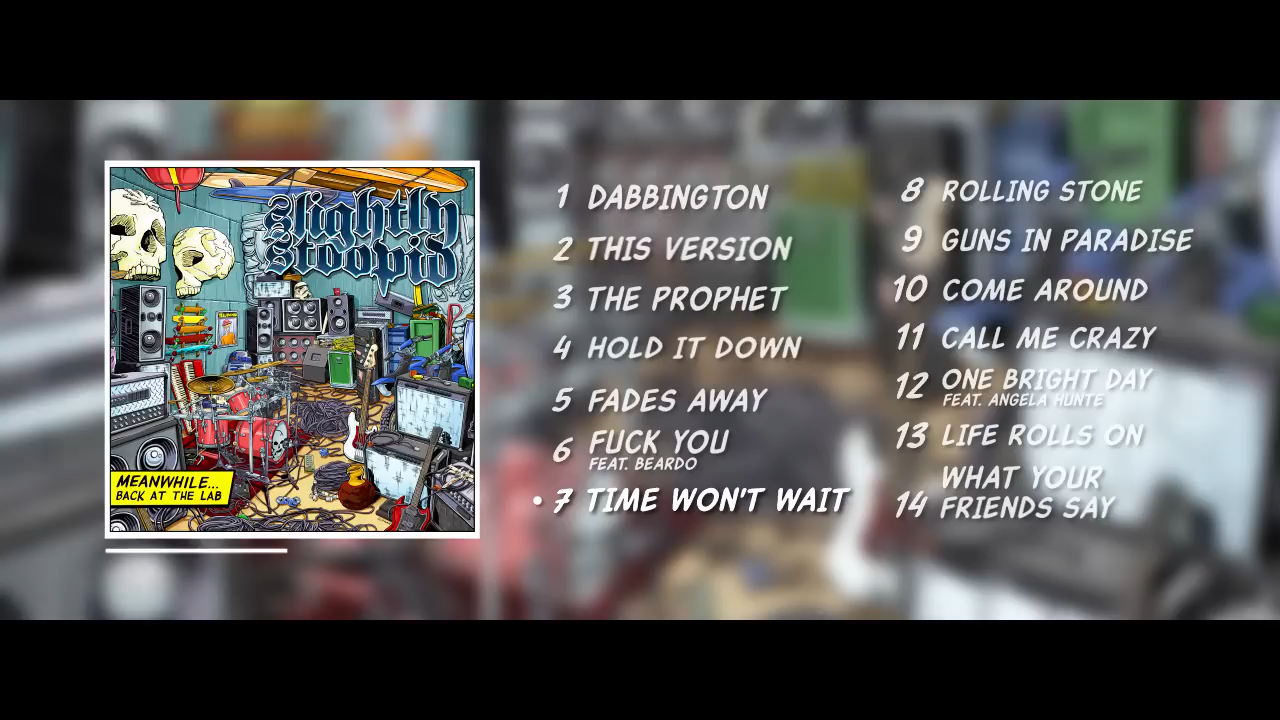 slightly
stoopid
MEANWHILE...
BACK AT THE LAB
1 DABBINGTON
2 THIS VERSION
3 THE PROPHET
4 HOLD IT DOWN
5 FADES AWAY
6 FUCK YOU
FEAT. BEARDO
• 7 TIME WON'T WAIT
8 ROLLING STONE
9 GUNS IN PARADISE
10 COME AROUND
11 CALL ME CRAZY
12 ONE BRIGHT DAY
FEAT. ANGELA HUNTE
13 LIFE ROLLS ON
WHAT YOUR
14 FRIENDS SAY